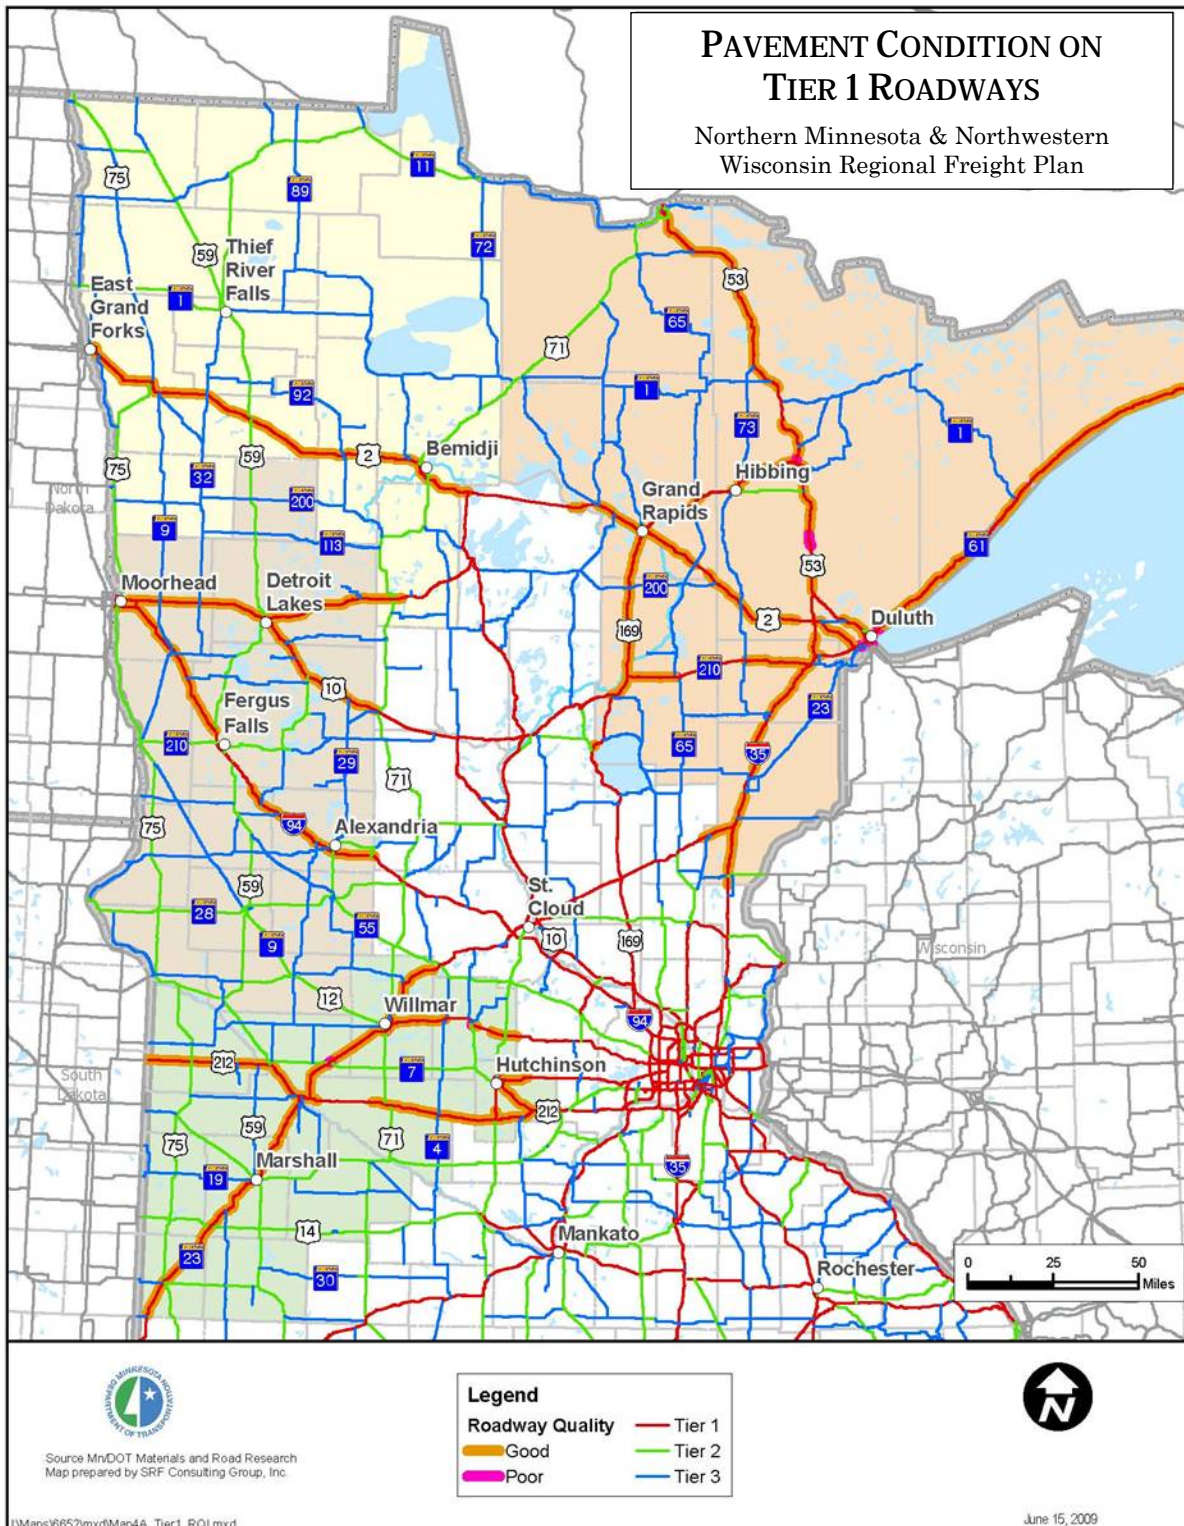 PAVEMENT CONDITION ON
TIER 1 ROADWAYS
Northern Minnesota & Northwestern
Wisconsin Regional Freight Plan
75
89
11
72
59
Thief
River
Falls
53
East
Grand
Forks
1
65
71
92
1
73
1
59
2
Bemidji
75
32
Hibbing
North
Dakota
200
Grand
Rapids
9
113
61
53
Moorhead
Detroit
Lakes
200
2
Duluth
169
210
10
23
Fergus
Falls
210
29
65
35
71
75
94
Alexandria
59
St.
Cloud
28
55
9
10
169
Wisconsin
12
Willmar
94
212
7
Hutchinson
South
Dakota
212
59
75
71
4
Marshall
19
35
14
Mankato
23
30
Rochester
0 25 50
Miles
MINNESOTA DEPARTMENT OF TRANSPORTATION
Source Mn/DOT Materials and Road Research
Map prepared by SRF Consulting Group, Inc.
Legend
Roadway Quality
Good
Poor
Tier 1
Tier 2
Tier 3
N
June 15, 2009